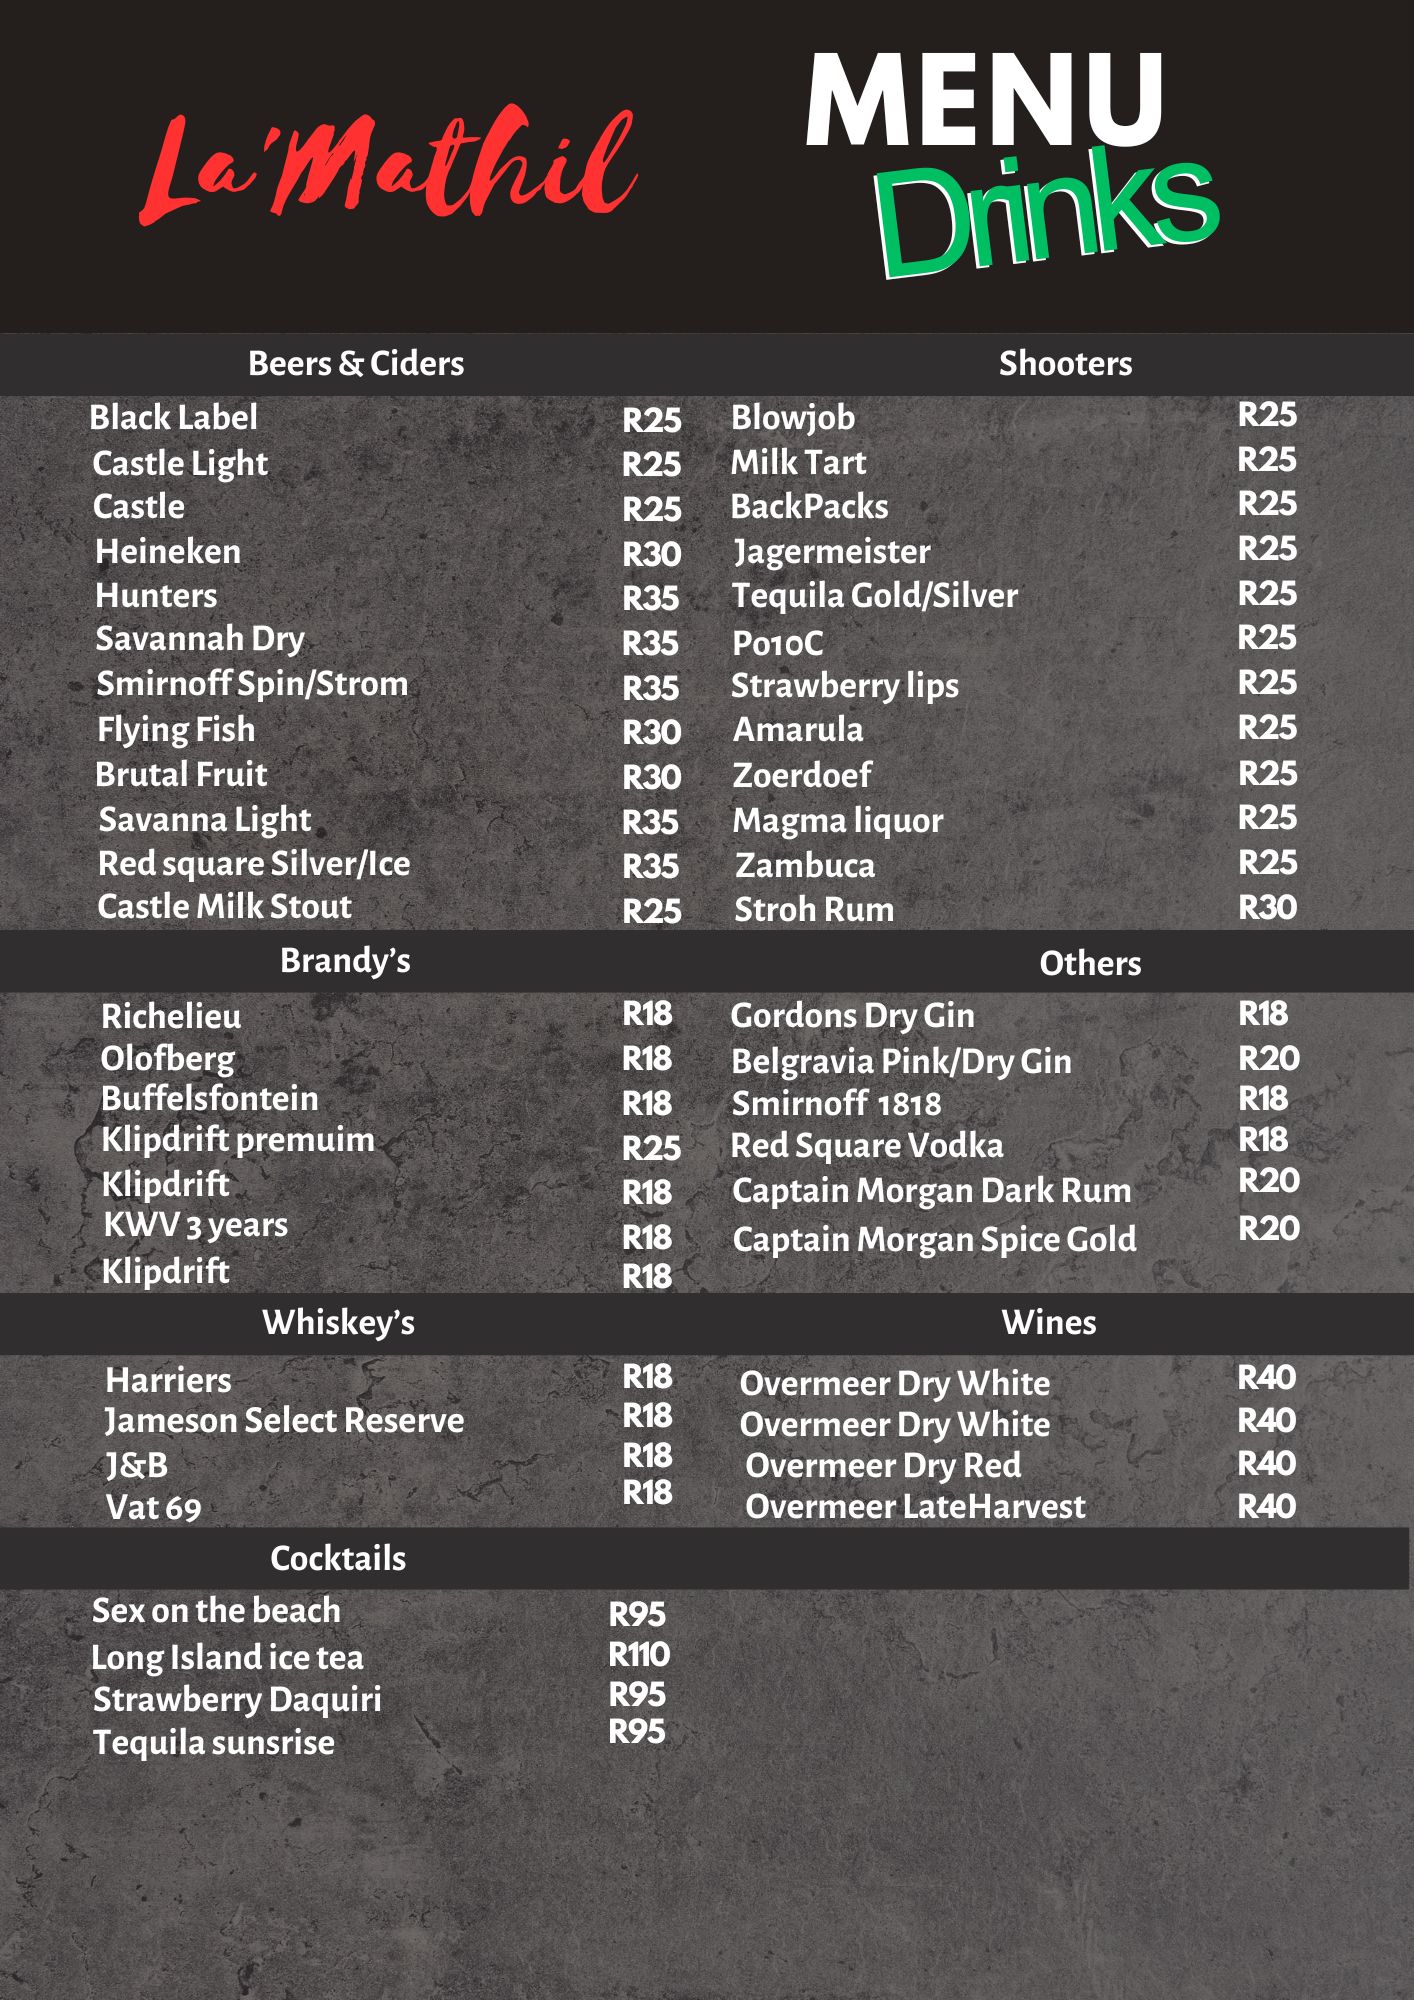 La'Mathil
MENU
Drinks
Beers & Ciders
Black Label R25
Castle Light R25
Castle R25
Heineken R30
Hunters R35
Savannah Dry R35
Smirnoff Spin/Strom R35
Flying Fish R30
Brutal Fruit R30
Savanna Light R35
Red square Silver/Ice R35
Castle Milk Stout R25
Shooters
Blowjob R25
Milk Tart R25
BackPacks R25
Jagermeister R25
Tequila Gold/Silver R25
Po10C R25
Strawberry lips R25
Amarula R25
Zoerdoef R25
Magma liquor R25
Zambuca R25
Stroh Rum R30
Brandy's
Richelieu R18
Olofberg R18
Buffelsfontein R18
Klipdrift premuim R25
Klipdrift R18
KWV 3 years R18
Klipdrift R18
Others
Gordons Dry Gin R18
Belgravia Pink/Dry Gin R20
Smirnoff 1818 R18
Red Square Vodka R18
Captain Morgan Dark Rum R20
Captain Morgan Spice Gold R20
Whiskey's
Harriers R18
Jameson Select Reserve R18
J&B R18
Vat 69 R18
Wines
Overmeer Dry White R40
Overmeer Dry White R40
Overmeer Dry Red R40
Overmeer LateHarvest R40
Cocktails
Sex on the beach R95
Long Island ice tea R110
Strawberry Daquiri R95
Tequila sunsrise R95